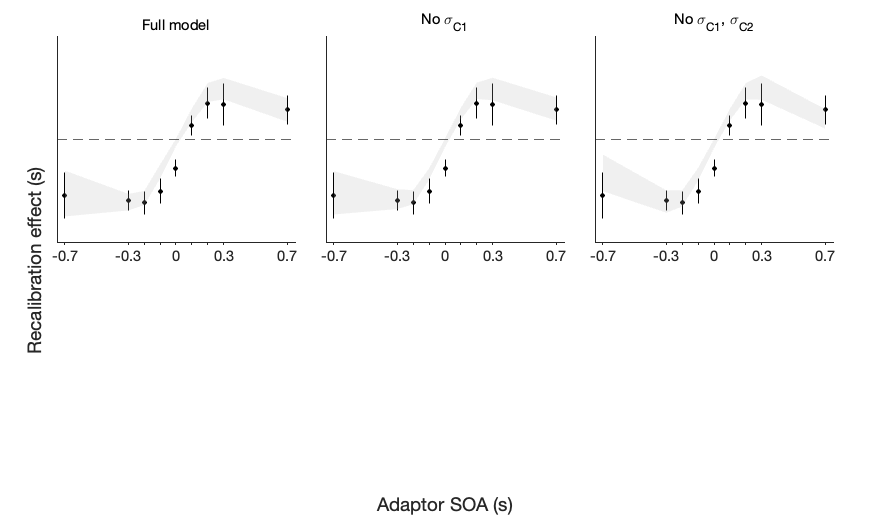 Full model
No σC1
No σC1, σC2
Recalibration effect (s)
-0.7 -0.3 0 0.3 0.7
-0.7 -0.3 0 0.3 0.7
-0.7 -0.3 0 0.3 0.7
Adaptor SOA (s)